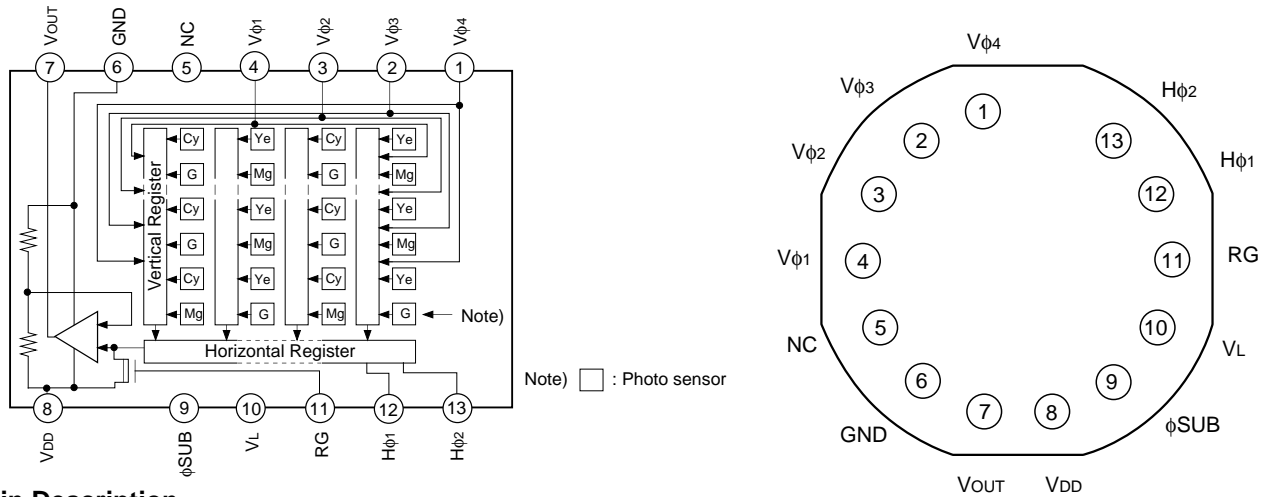 VOUT GND NC Vϕ1 Vϕ2 Vϕ3 Vϕ4
7 6 5 4 3 2 1
Cy Ye Cy Ye
G Mg G Mg
Cy Ye Cy Ye
G Mg G Mg
Cy Ye Cy Ye
Mg G Mg G
Vertical Register
Note)
Horizontal Register
Note) : Photo sensor
8 9 10 11 12 13
VDD ϕSUB VL RG Hϕ1 Hϕ2
Vϕ4
Vϕ3 Hϕ2
1
2 13
Vϕ2 Hϕ1
3 12
Vϕ1 4 11 RG
5 10
NC VL
6 9
7 8
GND ϕSUB
VOUT VDD